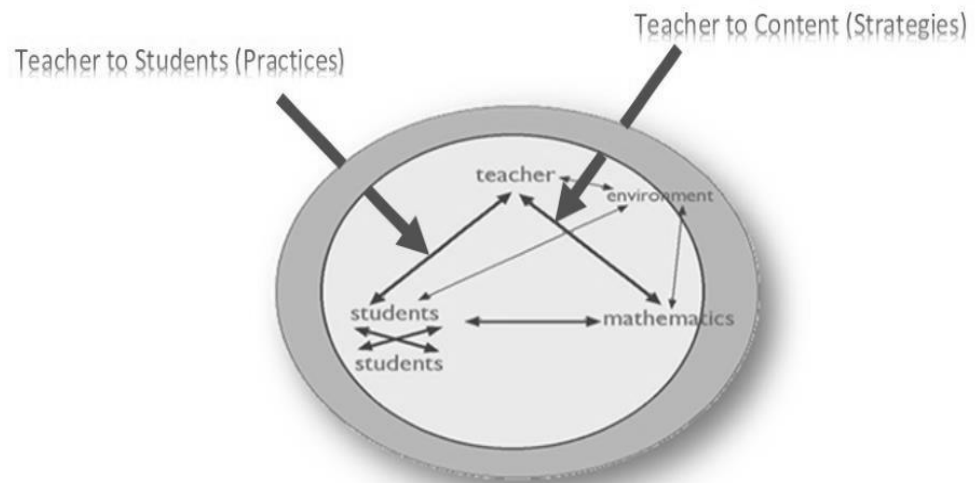 Teacher to Content (Strategies)
Teacher to Students (Practices)
teacher
environment
students
mathematics
students